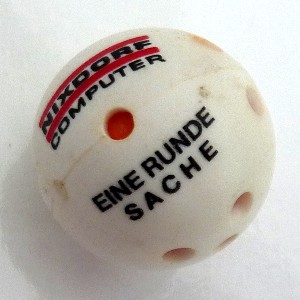 NIXDORF
COMPUTER
EINE RUNDE
SACHE